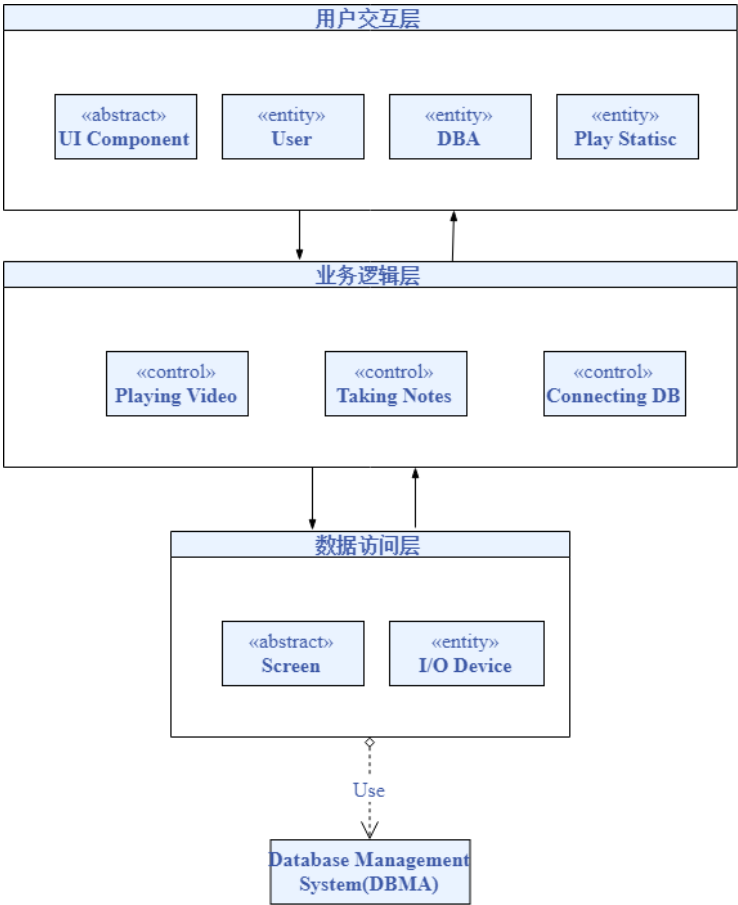 用户交互层
«abstract»
UI Component
«entity»
User
«entity»
DBA
«entity»
Play Statisc
业务逻辑层
«control»
Playing Video
«control»
Taking Notes
«control»
Connecting DB
数据访问层
«abstract»
Screen
«entity»
I/O Device
Use
Database Management
System(DBMA)